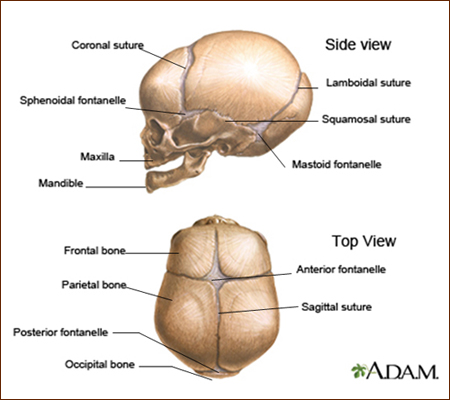 Side view
Coronal suture
Lamboidal suture
Sphenoidal fontanelle
Squamosal suture
Maxilla
Mastoid fontanelle
Mandible
Top View
Frontal bone
Anterior fontanelle
Parietal bone
Sagittal suture
Posterior fontanelle
Occipital bone
A.D.A.M.